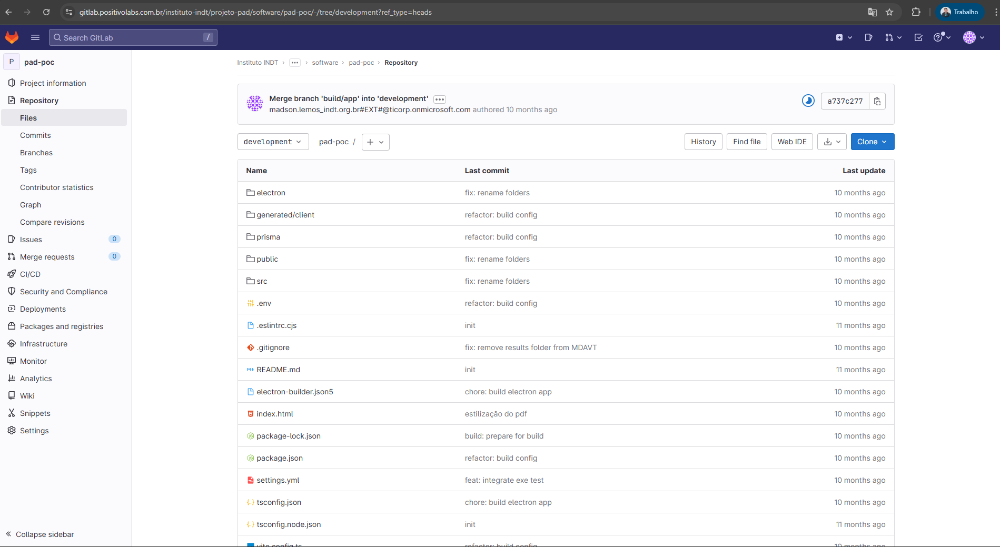 gitlab.positivolabs.com.br/instituto-indt/projeto-pad/software/pad-poc/-/tree/development?ref_type=heads
Trabalho
Search GitLab /
P pad-poc
Project information
Repository
Files
Commits
Branches
Tags
Contributor statistics
Graph
Compare revisions
Issues 0
Merge requests 0
CI/CD
Security and Compliance
Deployments
Packages and registries
Infrastructure
Monitor
Analytics
Wiki
Snippets
Settings
Collapse sidebar
Instituto INDT › ··· › software › pad-poc › Repository
Merge branch 'build/app' into 'development' ···
madson.lemos_indt.org.br#EXT#@ticorp.onmicrosoft.com authored 10 months ago
a737c277
development pad-poc / +
History Find file Web IDE Clone
Name Last commit Last update
electron fix: rename folders 10 months ago
generated/client refactor: build config 10 months ago
prisma refactor: build config 10 months ago
public fix: rename folders 10 months ago
src fix: rename folders 10 months ago
.env refactor: build config 10 months ago
.eslintrc.cjs init 11 months ago
.gitignore fix: remove results folder from MDAVT 10 months ago
README.md init 11 months ago
electron-builder.json5 chore: build electron app 10 months ago
index.html estilização do pdf 10 months ago
package-lock.json build: prepare for build 10 months ago
package.json refactor: build config 10 months ago
settings.yml feat: integrate exe test 10 months ago
tsconfig.json chore: build electron app 10 months ago
tsconfig.node.json init 11 months ago
vite.config.ts refactor: build config 10 months ago